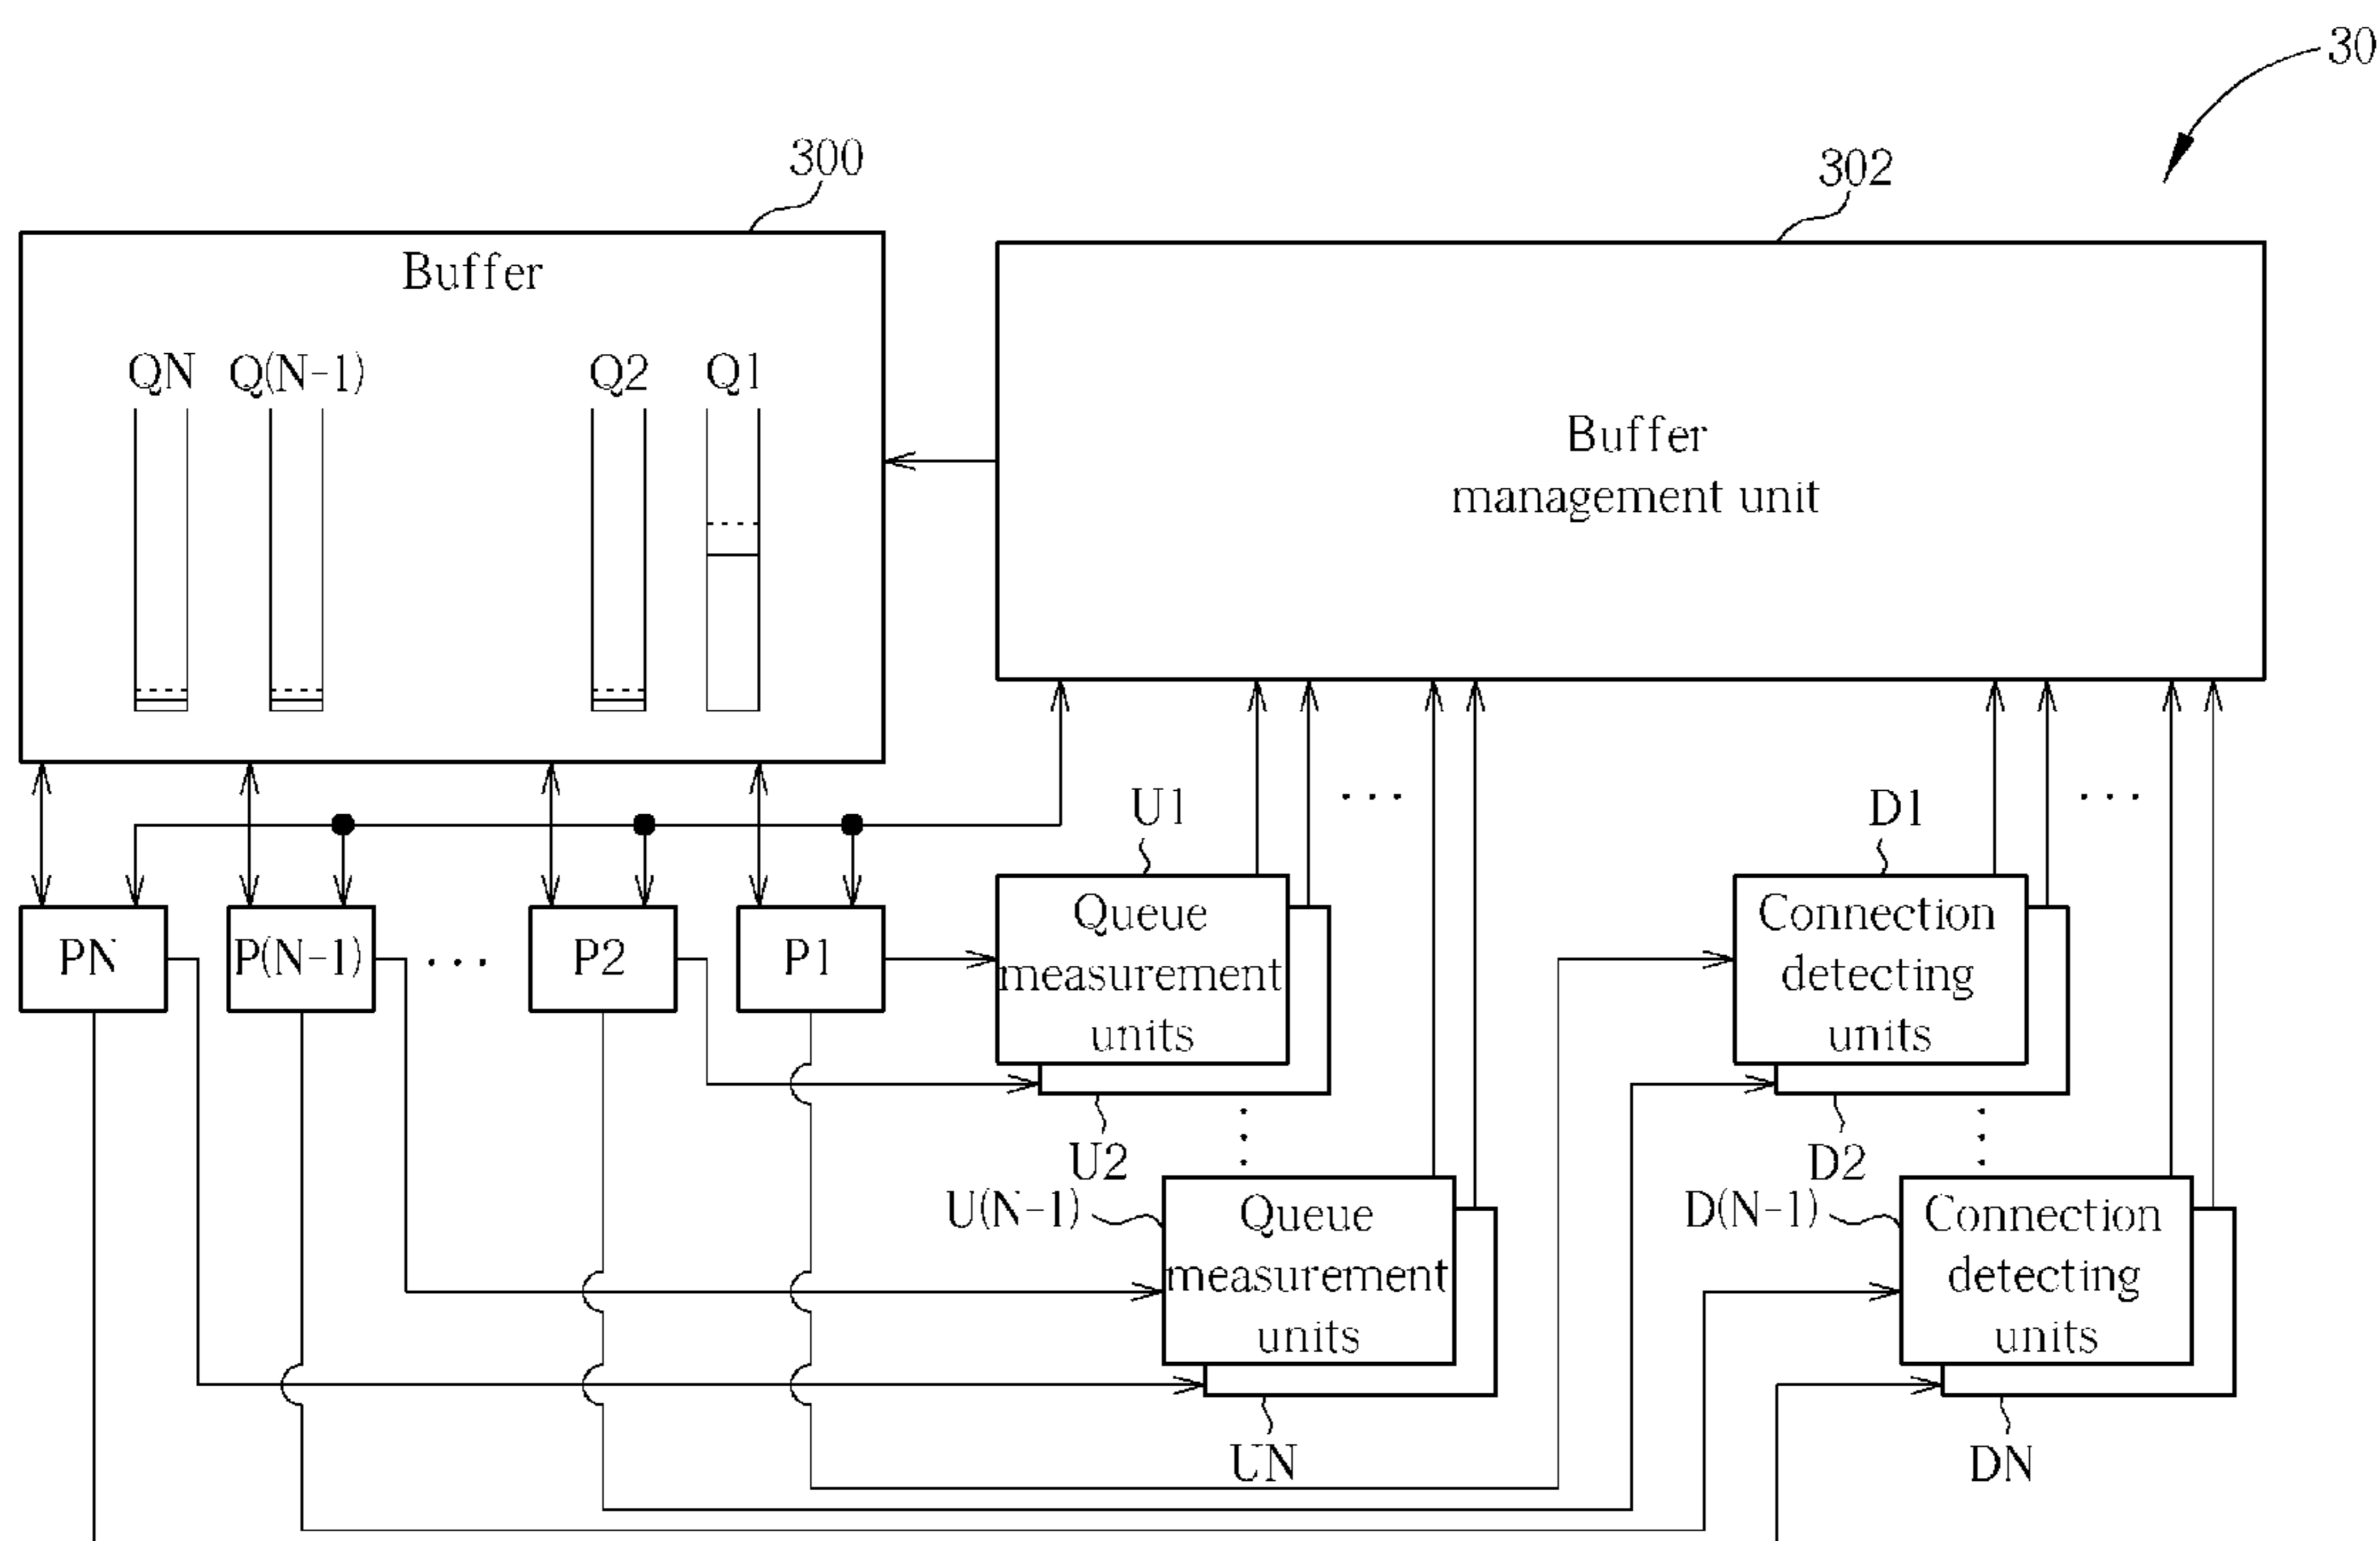 30
300
302
Buffer
QN Q(N-1) Q2 Q1
Buffer
management unit
U1
D1
...
...
PN P(N-1) ... P2 P1
Queue
measurement
units
Connection
detecting
units
U2
D2
U(N-1)
Queue
measurement
units
D(N-1)
Connection
detecting
units
UN
DN